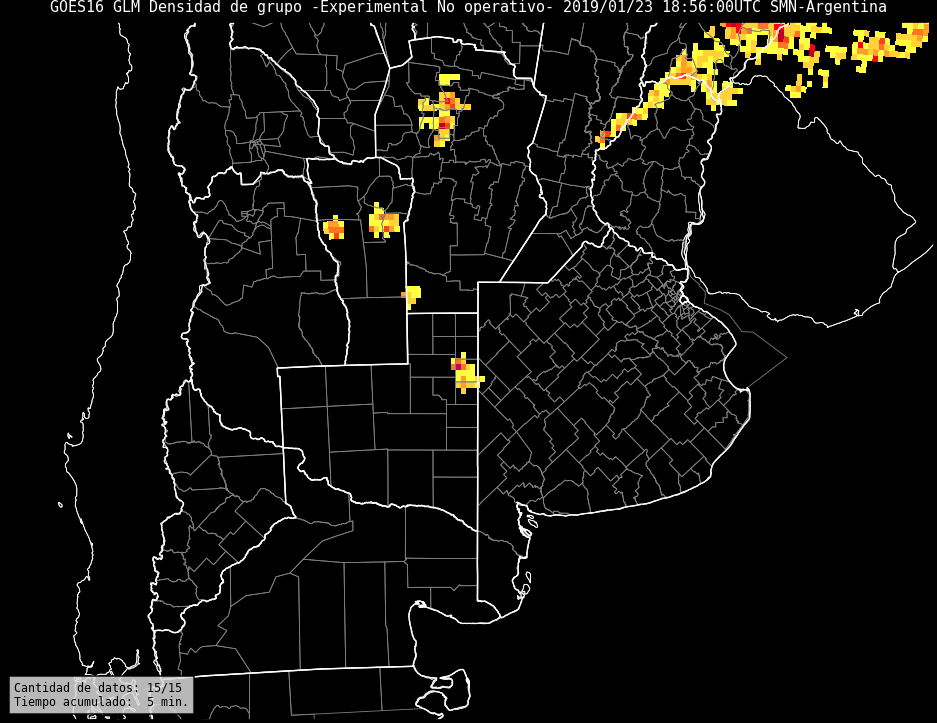 GOES16 GLM Densidad de grupo -Experimental No operativo- 2019/01/23 18:56:00UTC SMN-Argentina
Cantidad de datos: 15/15
Tiempo acumulado:  5 min.